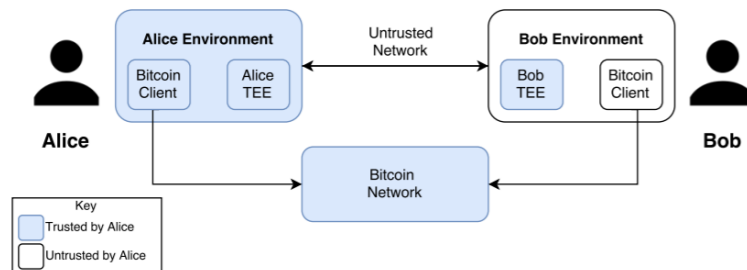 Alice Environment
Untrusted
Network
Bob Environment
Bitcoin
Client
Alice
TEE
Bob
TEE
Bitcoin
Client
Alice
Bob
Bitcoin
Network
Key
Trusted by Alice
Untrusted by Alice